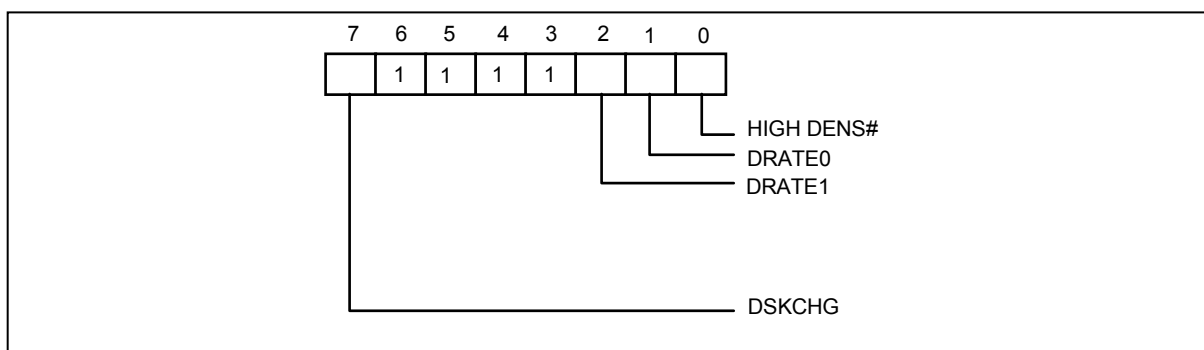 7 6 5 4 3 2 1 0
1 1 1 1
HIGH DENS#
DRATE0
DRATE1
DSKCHG